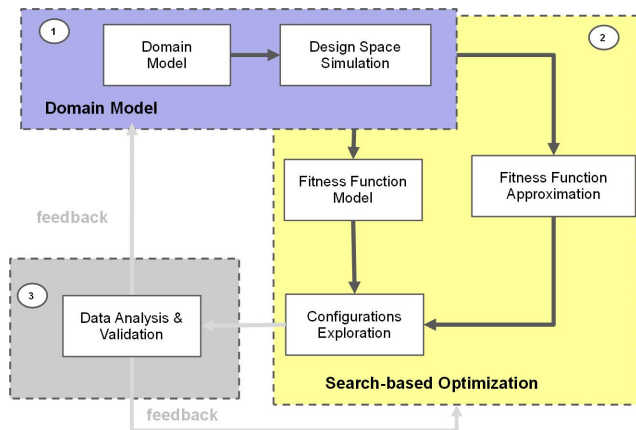 1
Domain
Model
Design Space
Simulation
2
Domain Model
Fitness Function
Model
Fitness Function
Approximation
feedback
3
Data Analysis &
Validation
Configurations
Exploration
Search-based Optimization
feedback